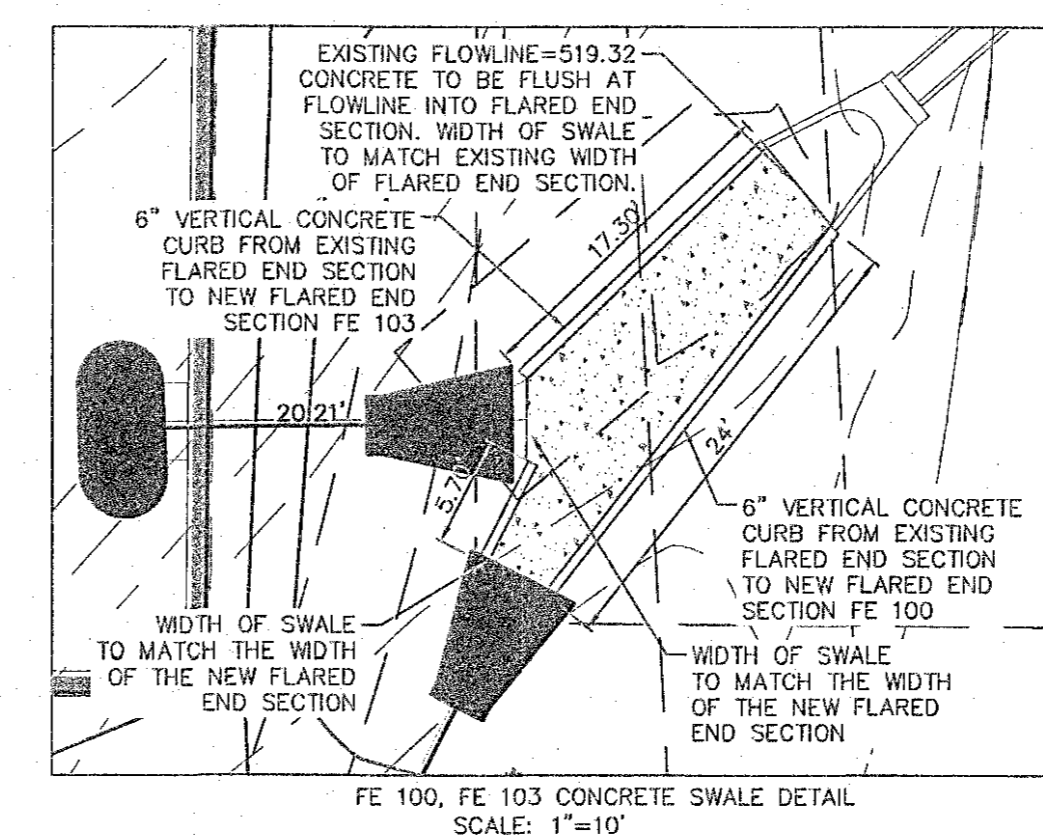 EXISTING FLOWLINE=519.32
CONCRETE TO BE FLUSH AT
FLOWLINE INTO FLARED END
SECTION. WIDTH OF SWALE
TO MATCH EXISTING WIDTH
OF FLARED END SECTION.
6" VERTICAL CONCRETE
CURB FROM EXISTING
FLARED END SECTION
TO NEW FLARED END
SECTION FE 103
17.30'
20.21'
5.70'
24'
6" VERTICAL CONCRETE
CURB FROM EXISTING
FLARED END SECTION
TO NEW FLARED END
SECTION FE 100
WIDTH OF SWALE
TO MATCH THE WIDTH
OF THE NEW FLARED
END SECTION
WIDTH OF SWALE
TO MATCH THE WIDTH
OF THE NEW FLARED
END SECTION
FE 100, FE 103 CONCRETE SWALE DETAIL
SCALE: 1"=10'